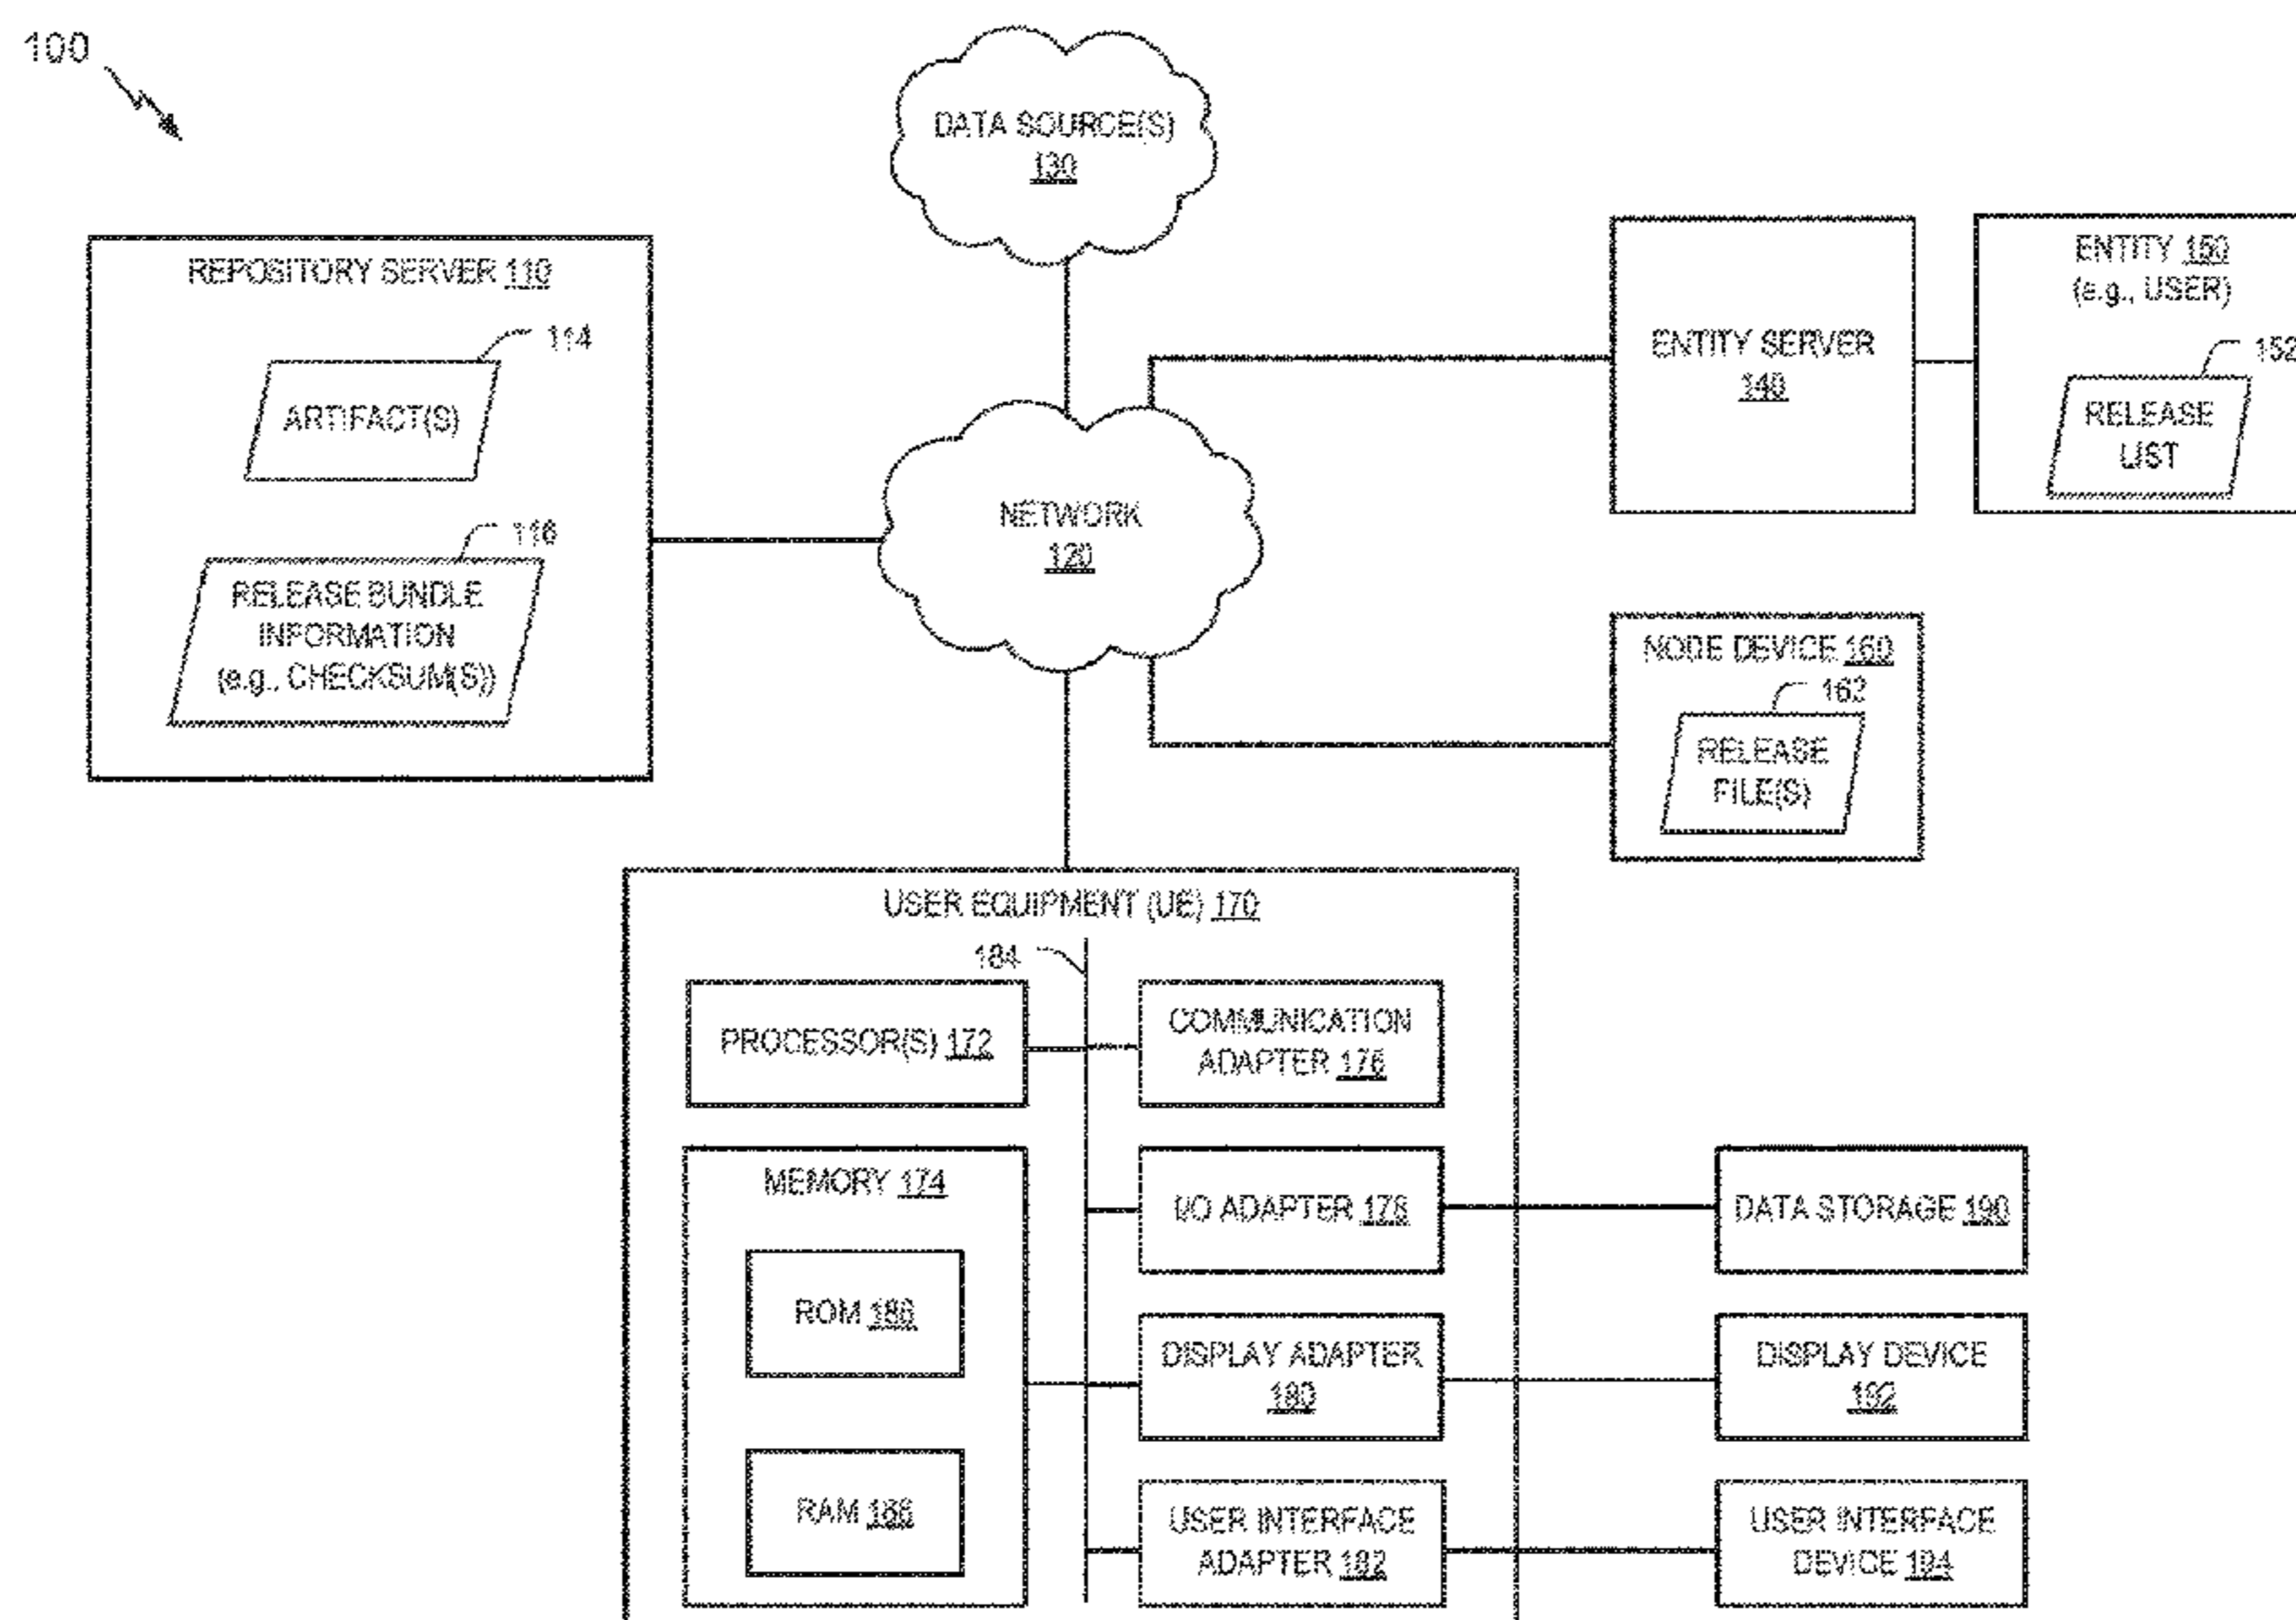 100
DATA SOURCE(S)
130
REPOSITORY SERVER 110
114
ARTIFACT(S)
116
RELEASE BUNDLE
INFORMATION
(e.g., CHECKSUM(S))
NETWORK
120
ENTITY SERVER
140
ENTITY 150
(e.g., USER)
152
RELEASE
LIST
NODE DEVICE 160
162
RELEASE
FILE(S)
USER EQUIPMENT (UE) 170
184
PROCESSOR(S) 172
COMMUNICATION
ADAPTER 176
MEMORY 174
ROM 186
RAM 188
I/O ADAPTER 178
DATA STORAGE 190
DISPLAY ADAPTER
180
DISPLAY DEVICE
192
USER INTERFACE
ADAPTER 182
USER INTERFACE
DEVICE 194